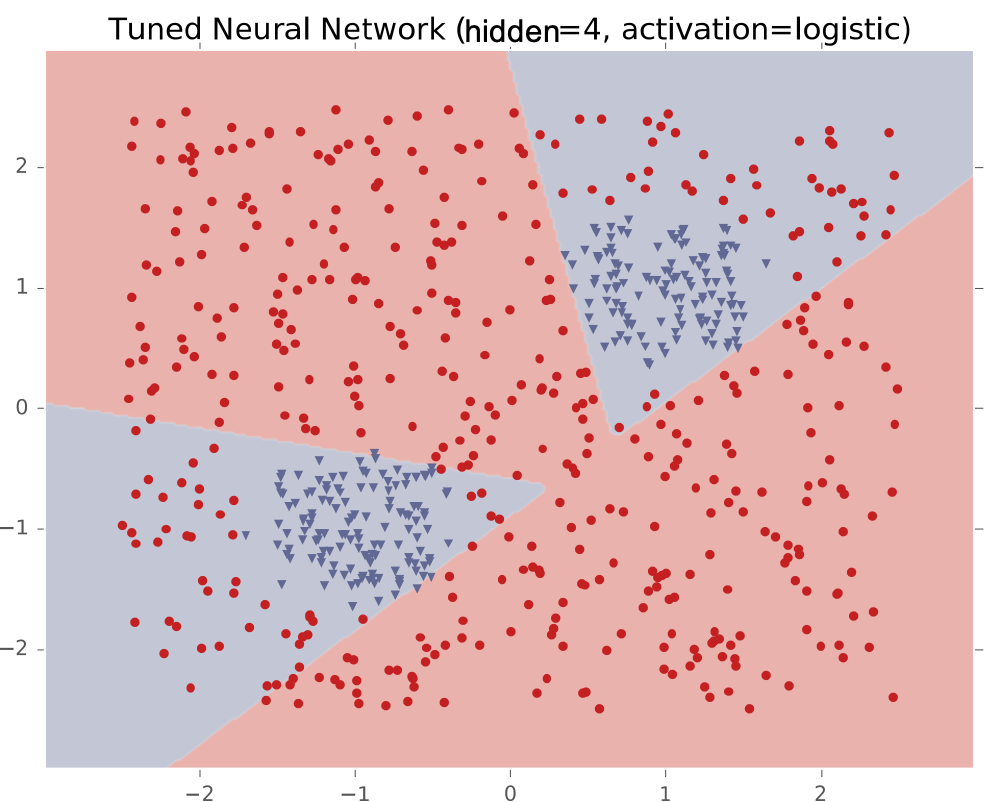 Tuned Neural Network (hidden=4, activation=logistic)
2
1
0
−1
−2
−2 −1 0 1 2